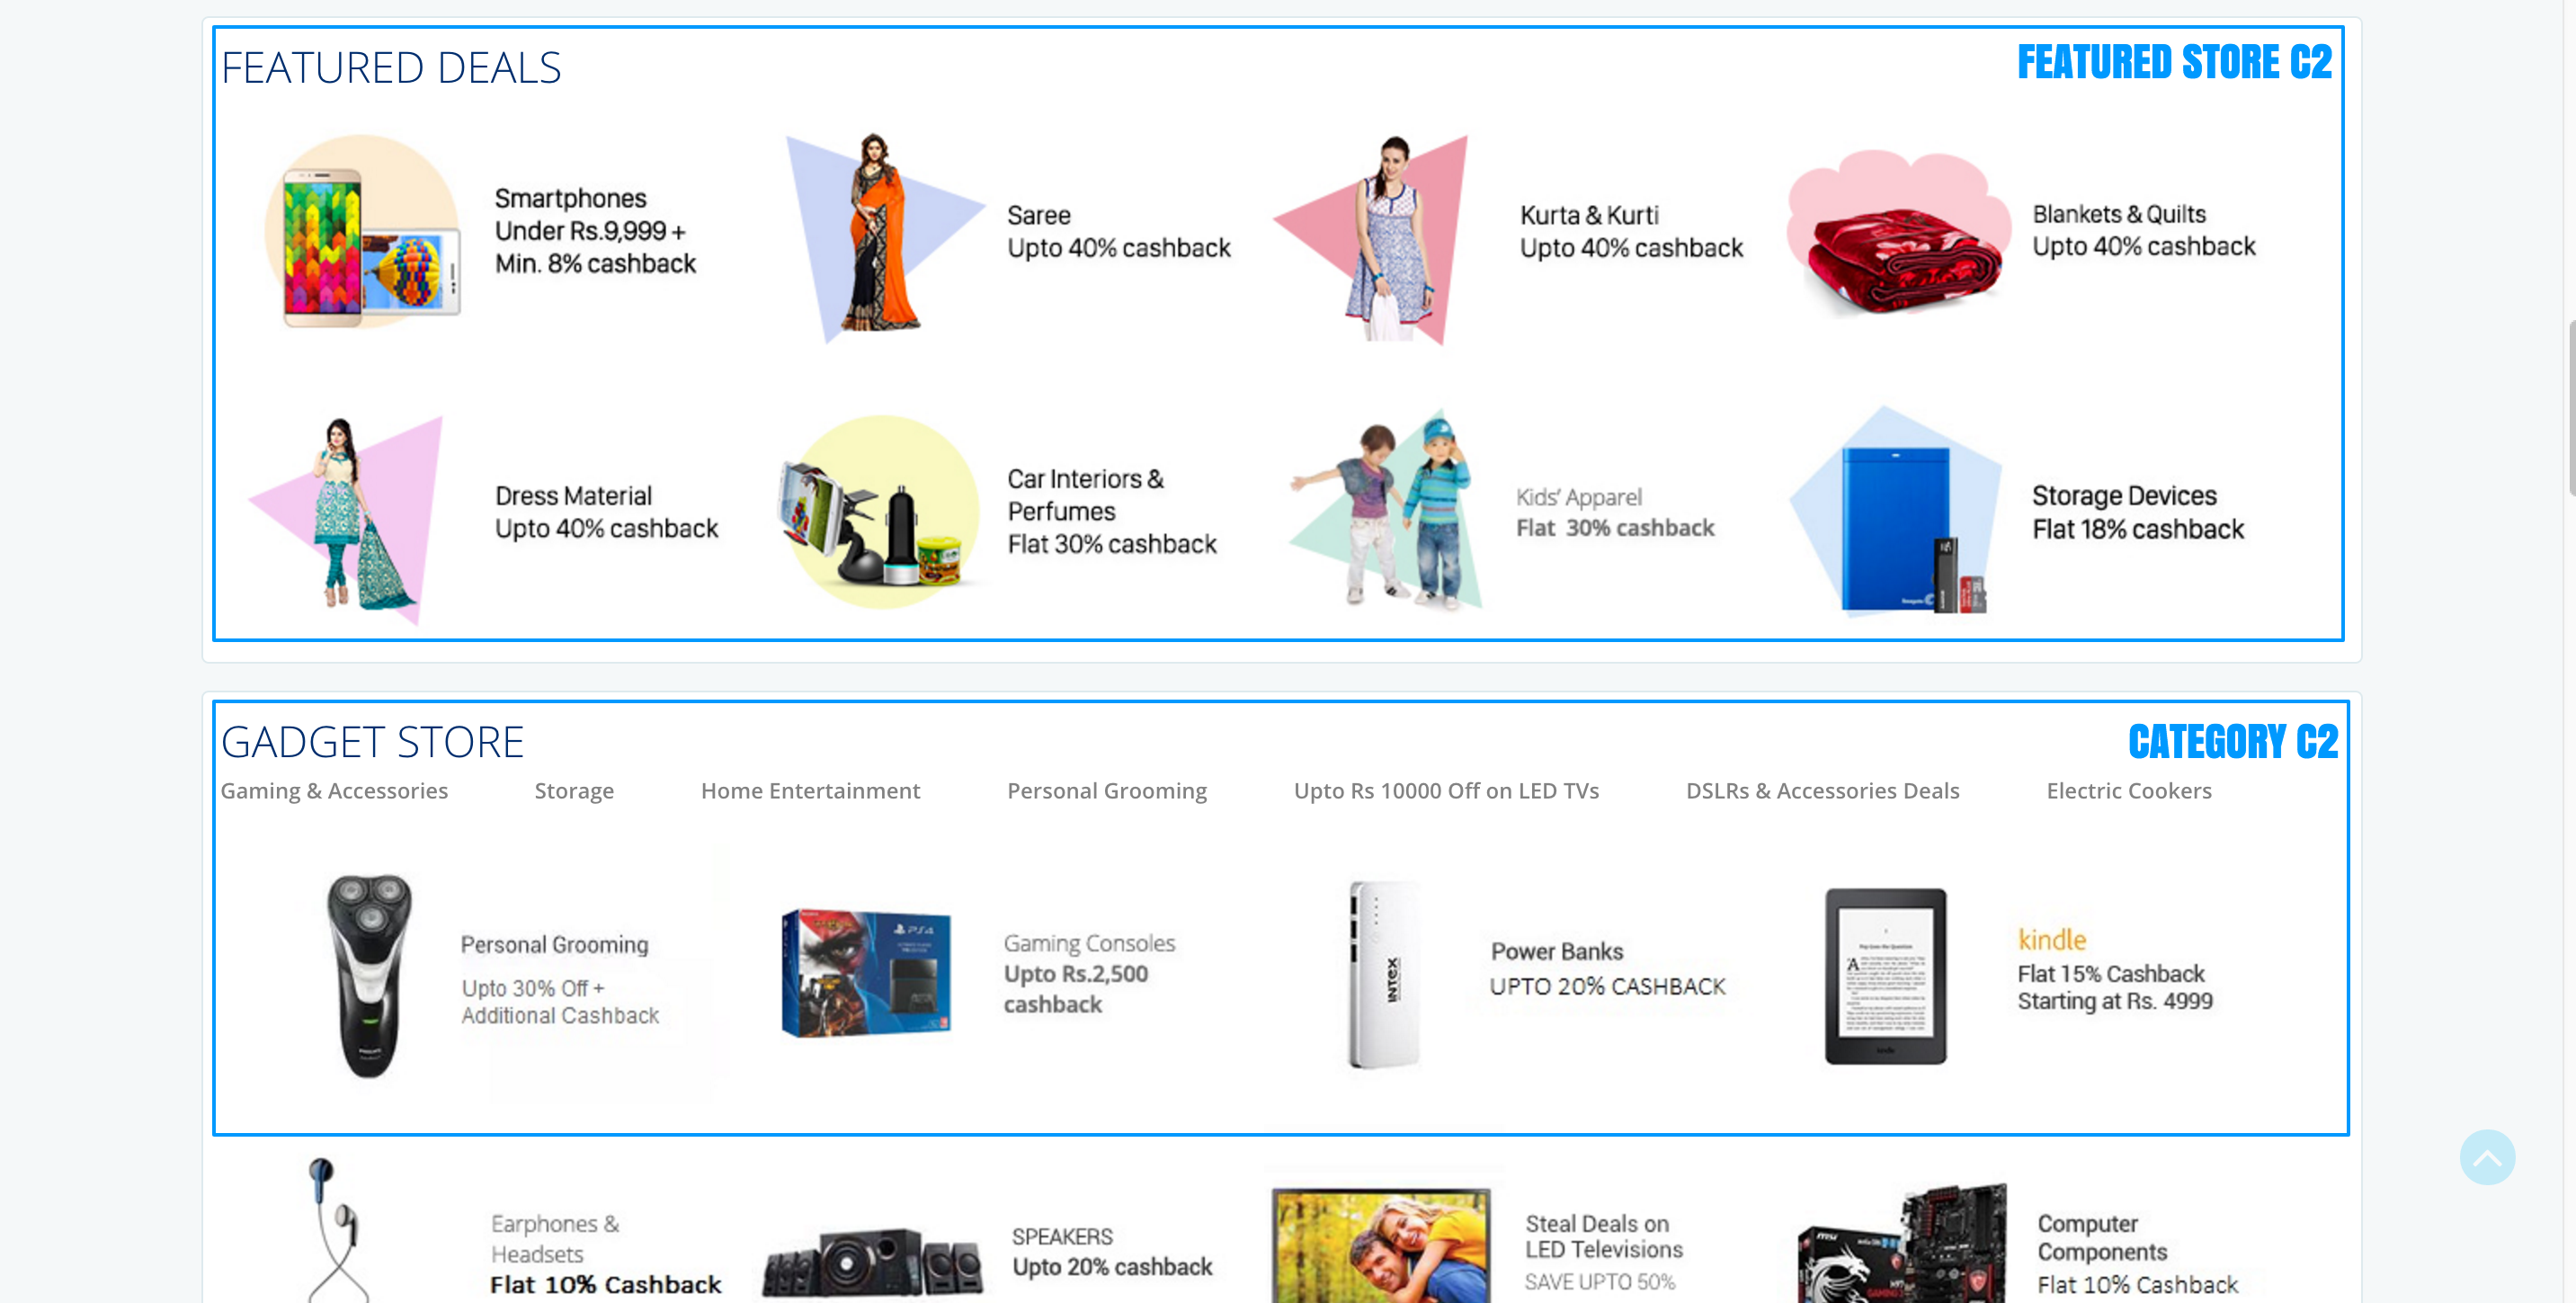 FEATURED DEALS
FEATURED STORE C2
Smartphones
Under Rs.9,999 +
Min. 8% cashback
Saree
Upto 40% cashback
Kurta & Kurti
Upto 40% cashback
Blankets & Quilts
Upto 40% cashback
Dress Material
Upto 40% cashback
Car Interiors &
Perfumes
Flat 30% cashback
Kids' Apparel
Flat 30% cashback
Storage Devices
Flat 18% cashback
GADGET STORE
CATEGORY C2
Gaming & Accessories
Storage
Home Entertainment
Personal Grooming
Upto Rs 10000 Off on LED TVs
DSLRs & Accessories Deals
Electric Cookers
Personal Grooming
Upto 30% Off +
Additional Cashback
PS4
Gaming Consoles
Upto Rs.2,500
cashback
INTEX
Power Banks
UPTO 20% CASHBACK
kindle
Flat 15% Cashback
Starting at Rs. 4999
Earphones &
Headsets
Flat 10% Cashback
SPEAKERS
Upto 20% cashback
Steal Deals on
LED Televisions
SAVE UPTO 50%
msi
Computer
Components
Flat 10% Cashback